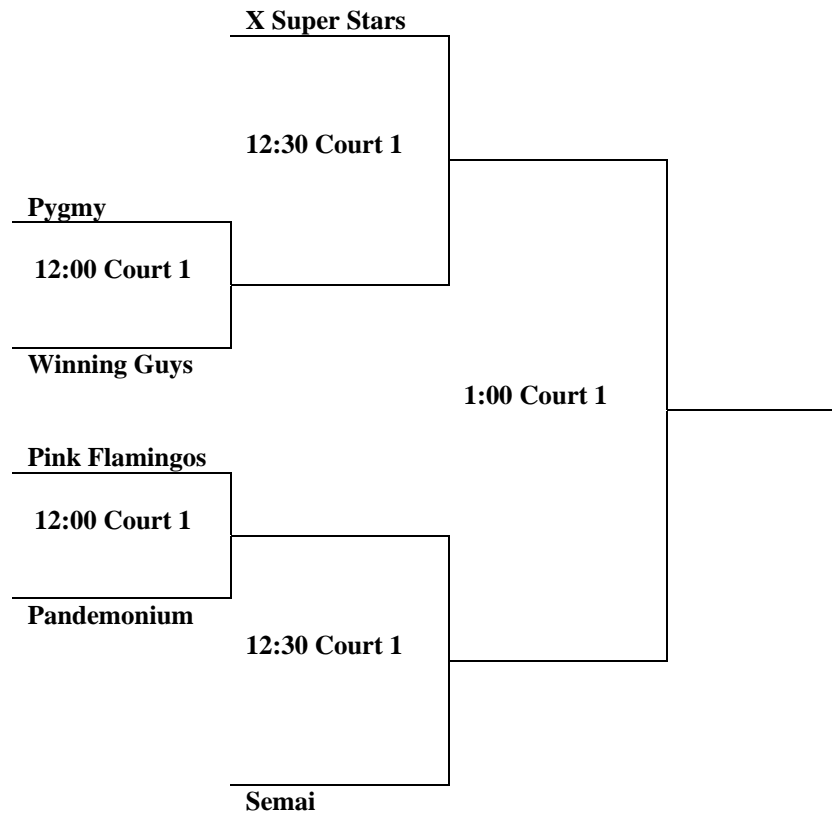 X Super Stars
12:30 Court 1
Pygmy
12:00 Court 1
Winning Guys
1:00 Court 1
Pink Flamingos
12:00 Court 1
Pandemonium
12:30 Court 1
Semai